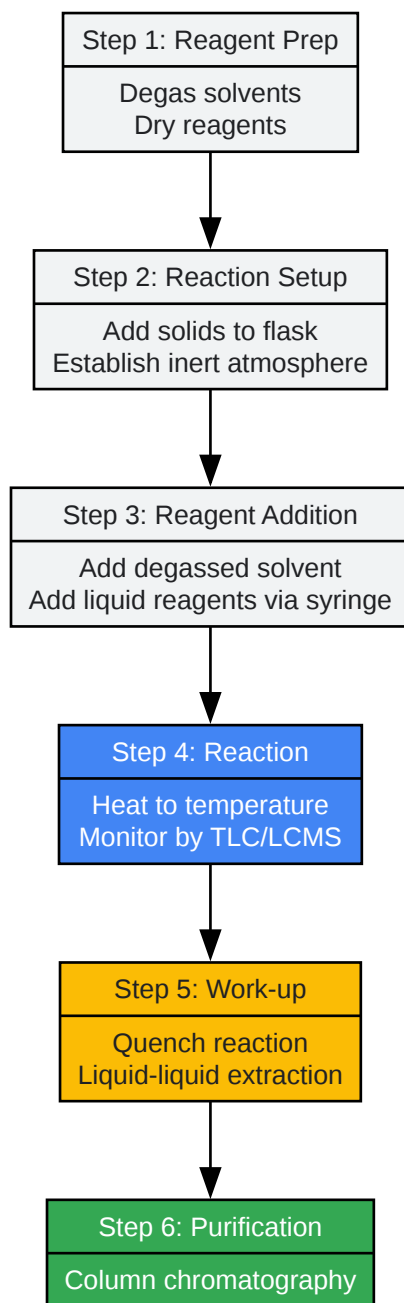 Step 1: Reagent Prep
Degas solvents
Dry reagents
Step 2: Reaction Setup
Add solids to flask
Establish inert atmosphere
Step 3: Reagent Addition
Add degassed solvent
Add liquid reagents via syringe
Step 4: Reaction
Heat to temperature
Monitor by TLC/LCMS
Step 5: Work-up
Quench reaction
Liquid-liquid extraction
Step 6: Purification
Column chromatography